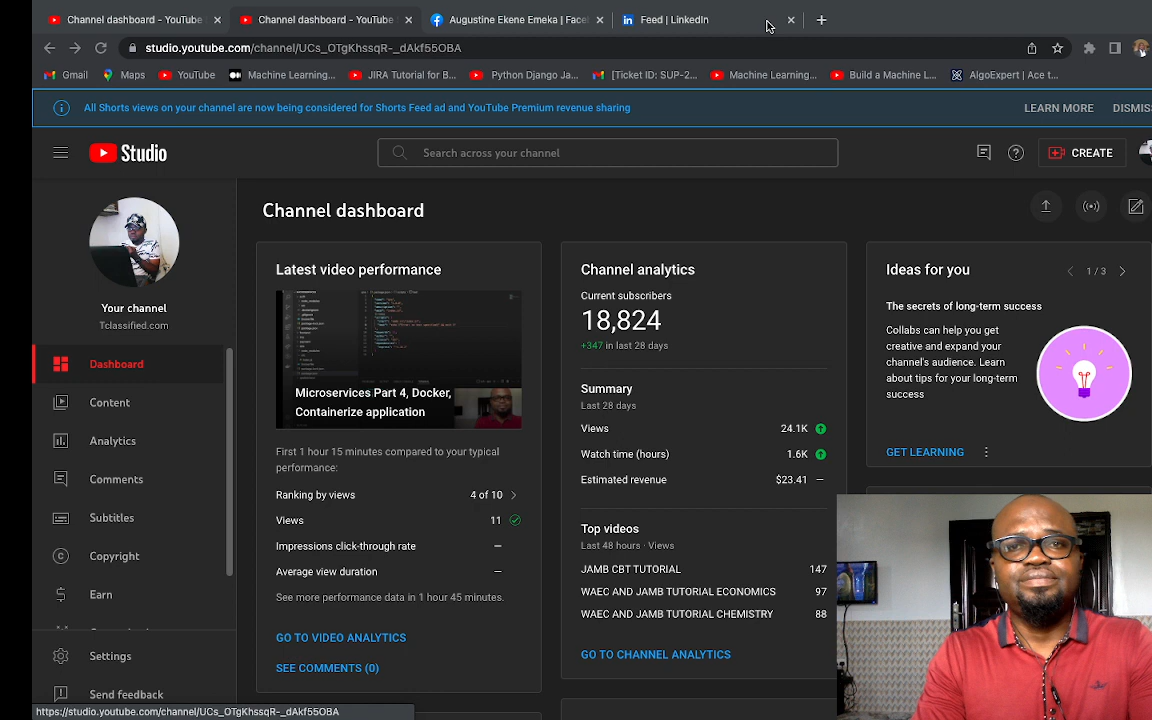 Channel dashboard - YouTube
Channel dashboard - YouTube
Augustine Ekene Emeka | Face
Feed | LinkedIn
studio.youtube.com/channel/UCs_OTgKhssqR-_dAkf55OBA
Gmail
Maps
YouTube
Machine Learning...
JIRA Tutorial for B...
Python Django Ja...
[Ticket ID: SUP-2...
Machine Learning...
Build a Machine L...
AlgoExpert | Ace t...
All Shorts views on your channel are now being considered for Shorts Feed ad and YouTube Premium revenue sharing
LEARN MORE
DISMIS
Studio
Search across your channel
CREATE
Your channel
Tclassified.com
Dashboard
Content
Analytics
Comments
Subtitles
Copyright
Earn
Settings
Send feedback
Channel dashboard
Latest video performance
Microservices Part 4, Docker,
Containerize application
First 1 hour 15 minutes compared to your typical
performance:
Ranking by views 4 of 10
Views 11
Impressions click-through rate —
Average view duration —
See more performance data in 1 hour 45 minutes.
GO TO VIDEO ANALYTICS
SEE COMMENTS (0)
Channel analytics
Current subscribers
18,824
+347 in last 28 days
Summary
Last 28 days
Views 24.1K
Watch time (hours) 1.6K
Estimated revenue $23.41 —
Top videos
Last 48 hours · Views
JAMB CBT TUTORIAL 147
WAEC AND JAMB TUTORIAL ECONOMICS 97
WAEC AND JAMB TUTORIAL CHEMISTRY 88
GO TO CHANNEL ANALYTICS
Ideas for you
1 / 3
The secrets of long-term success
Collabs can help you get
creative and expand your
channel's audience. Learn
about tips for your long-term
success
GET LEARNING
https://studio.youtube.com/channel/UCs_OTgKhssqR-_dAkf55OBA